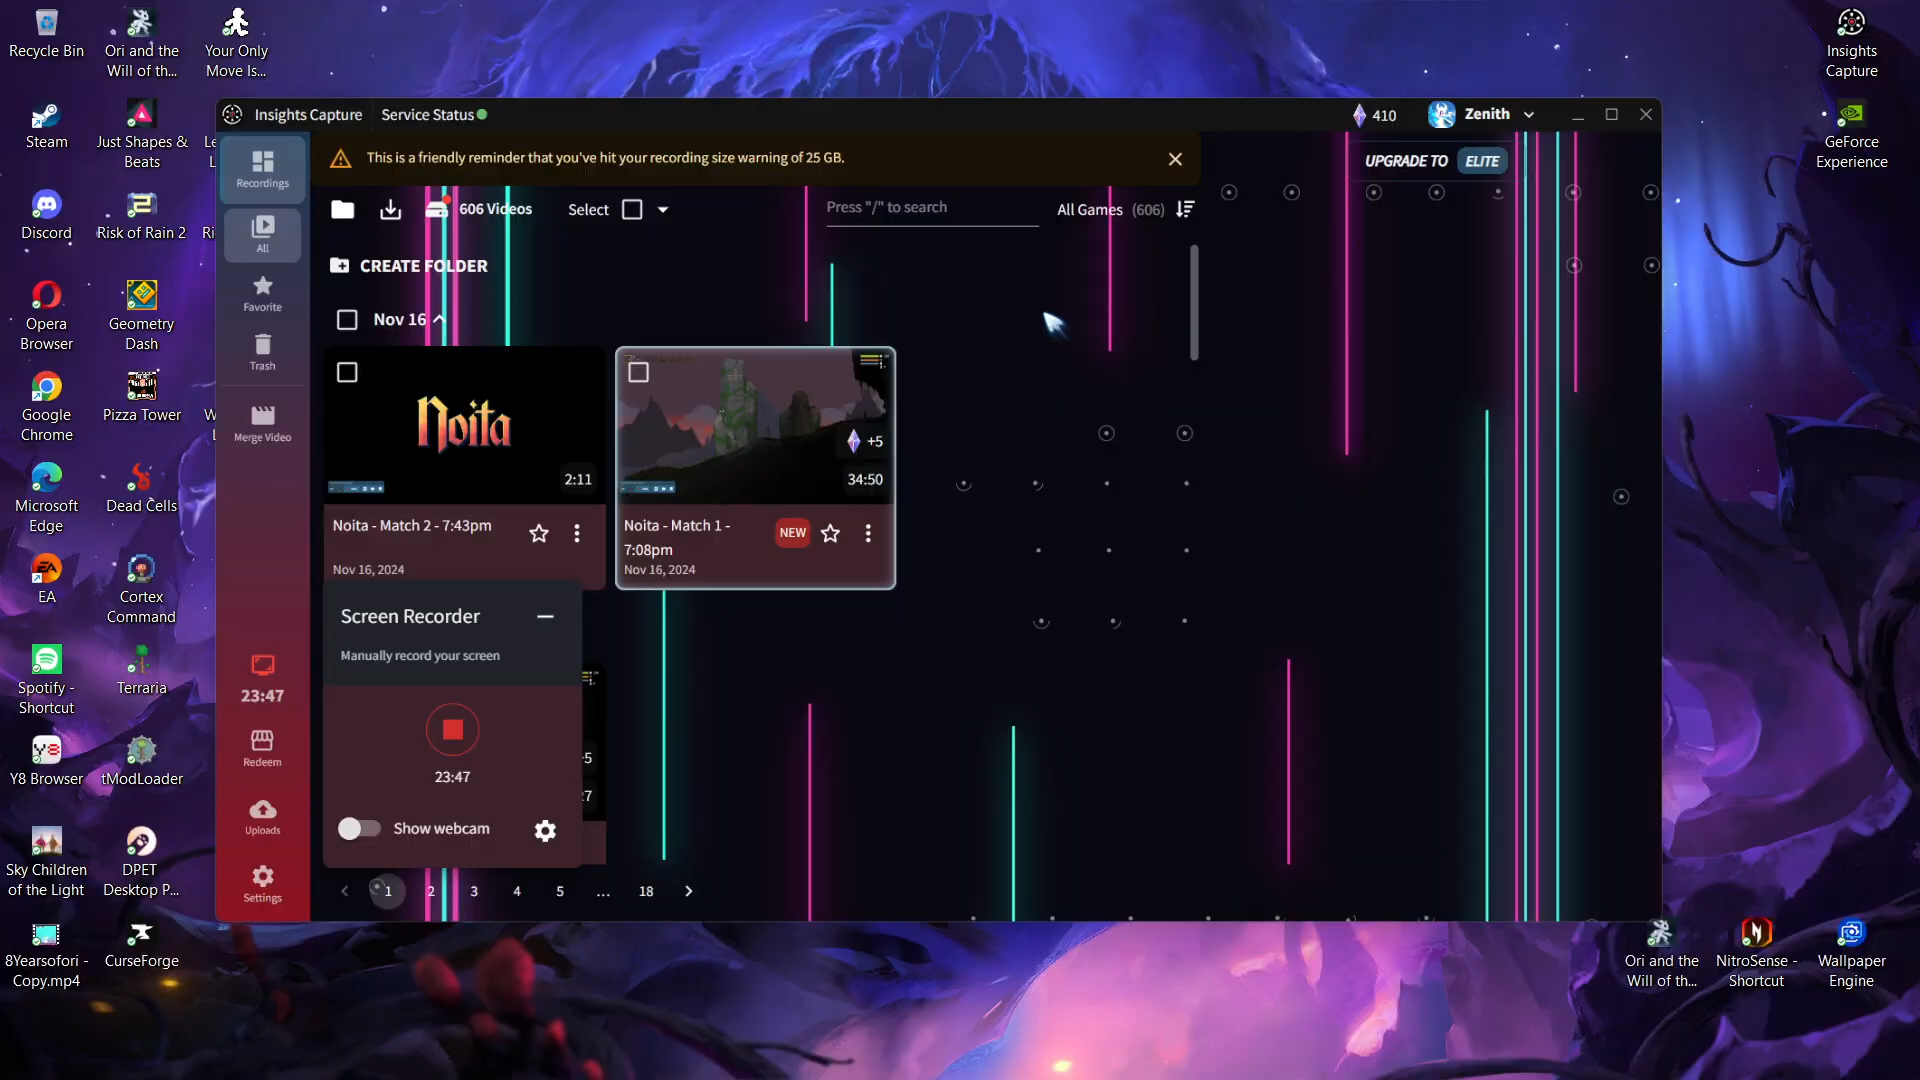 Recycle Bin
Ori and the
Will of th...
Your Only
Move Is...
Insights
Capture
Steam
Just Shapes &
Beats
GeForce
Experience
Discord
Risk of Rain 2
Opera
Browser
Geometry
Dash
Google
Chrome
Pizza Tower
Microsoft
Edge
Dead Cells
EA
Cortex
Command
Spotify -
Shortcut
Terraria
Y8 Browser
tModLoader
Sky Children
of the Light
DPET
Desktop P...
8Yearsofori -
Copy.mp4
CurseForge
Ori and the
Will of th...
NitroSense -
Shortcut
Wallpaper
Engine
Insights Capture
Service Status
410
Zenith
This is a friendly reminder that you've hit your recording size warning of 25 GB.
UPGRADE TO ELITE
Recordings
All
Favorite
Trash
Merge Video
23:47
Redeem
Uploads
Settings
606 Videos
Select
Press "/" to search
All Games (606)
CREATE FOLDER
Nov 16
Noita
2:11
Noita - Match 2 - 7:43pm
Nov 16, 2024
+5
34:50
Noita - Match 1 -
7:08pm
NEW
Nov 16, 2024
Screen Recorder
Manually record your screen
23:47
Show webcam
1 2 3 4 5 ... 18